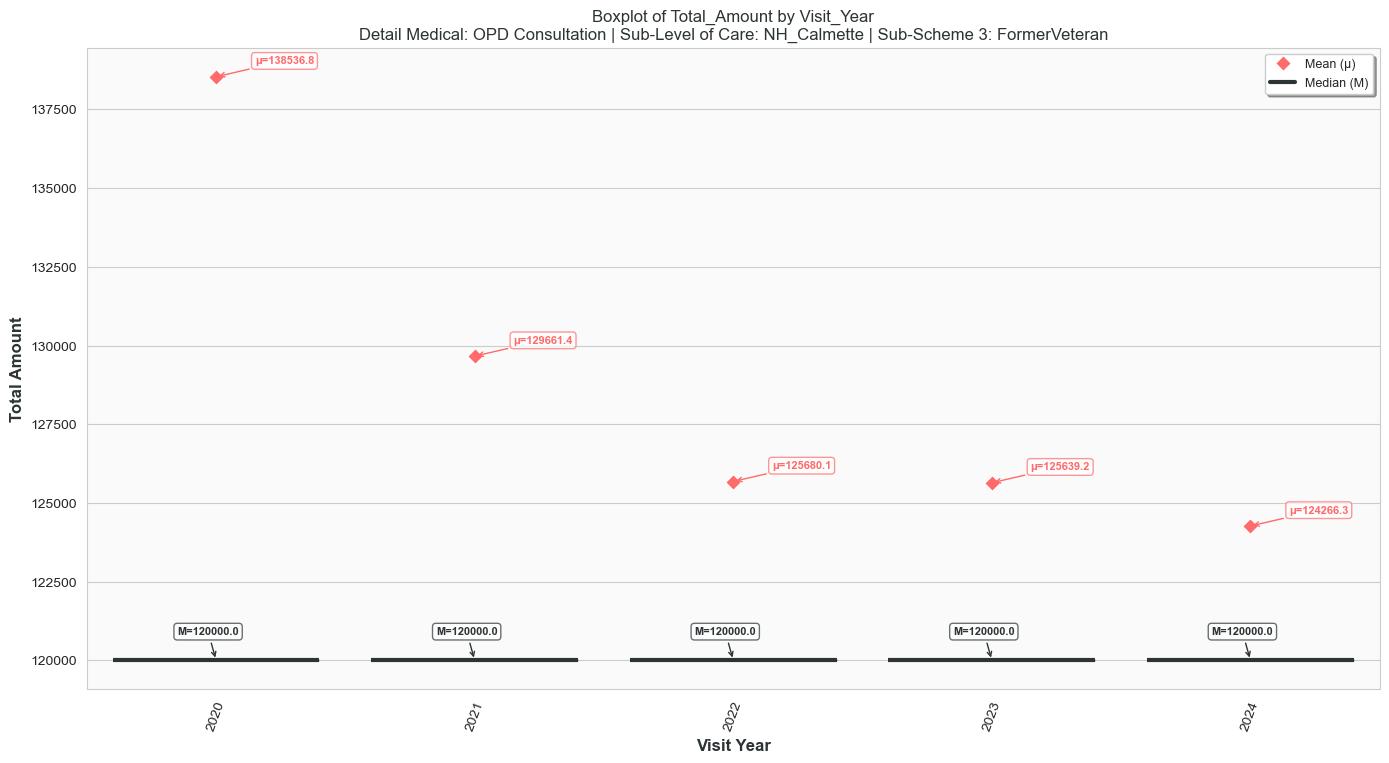 Boxplot of Total_Amount by Visit_Year
Detail Medical: OPD Consultation | Sub-Level of Care: NH_Calmette | Sub-Scheme 3: FormerVeteran
Mean (μ)
Median (M)
Total Amount
137500
135000
132500
130000
127500
125000
122500
120000
μ=138536.8
μ=129661.4
μ=125680.1
μ=125639.2
μ=124266.3
M=120000.0
M=120000.0
M=120000.0
M=120000.0
M=120000.0
2020
2021
2022
2023
2024
Visit Year